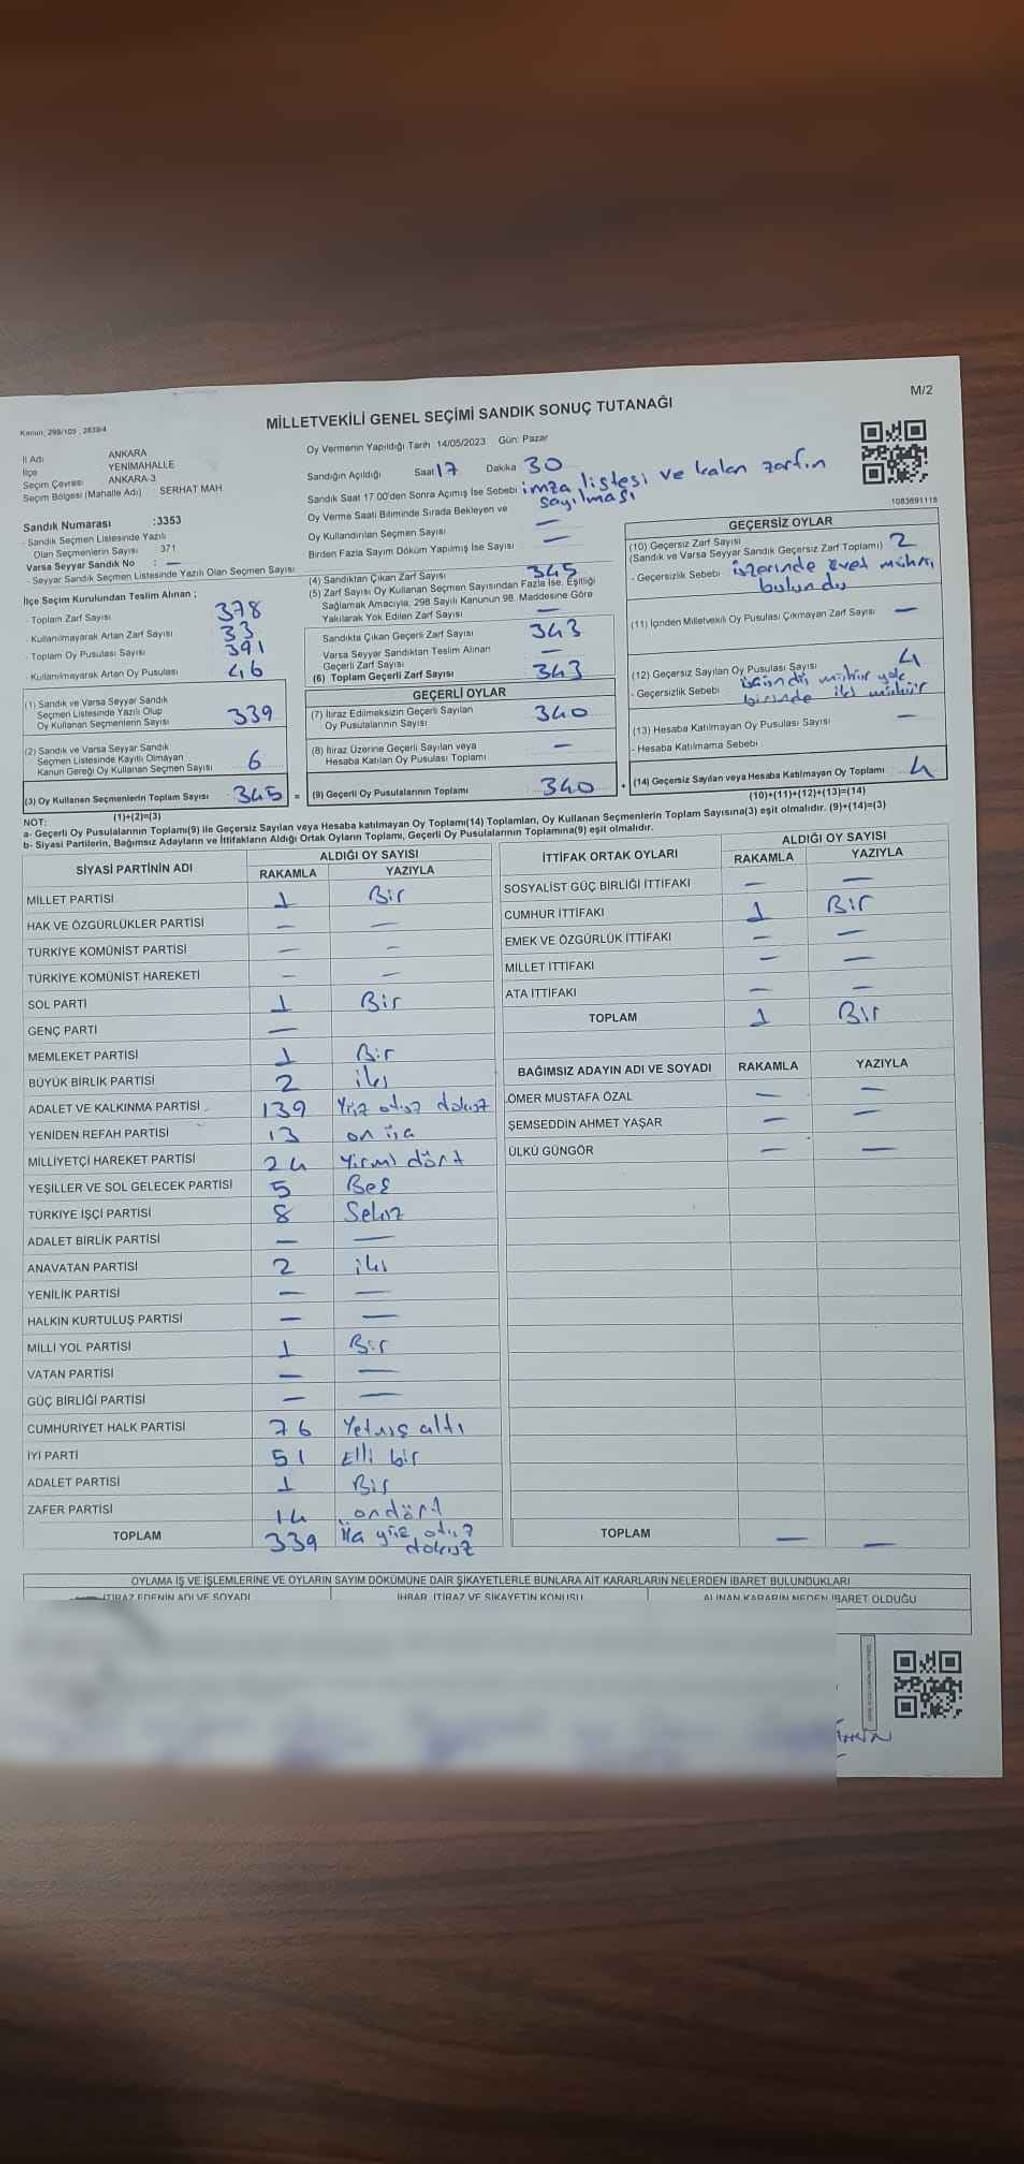 M/2
MİLLETVEKİLİ GENEL SEÇİMİ SANDIK SONUÇ TUTANAĞI
İl Adı ANKARA
İlçe YENİMAHALLE
Seçim Çevresi ANKARA-3
Seçim Bölgesi (Mahalle Adı) SERHAT MAH
Sandık Numarası :3353
- Sandık Seçmen Listesinde Yazılı
Olan Seçmenlerin Sayısı 371
Varsa Seyyar Sandık No : —
- Seyyar Sandık Seçmen Listesinde Yazılı Olan Seçmen Sayısı
İlçe Seçim Kurulundan Teslim Alınan ;
- Toplam Zarf Sayısı 378
- Kullanılmayarak Artan Zarf Sayısı 33
- Toplam Oy Pusulası Sayısı 391
- Kullanılmayarak Artan Oy Pusulası 46
(1) Sandık ve Varsa Seyyar Sandık
Seçmen Listesinde Yazılı Olup
Oy Kullanan Seçmenlerin Sayısı 339
(2) Sandık ve Varsa Seyyar Sandık
Seçmen Listesinde Kayıtlı Olmayan
Kanun Gereği Oy Kullanan Seçmen Sayısı 6
(3) Oy Kullanan Seçmenlerin Toplam Sayısı 345 =
(1)+(2)=(3)
Oy Vermenin Yapıldığı Tarih 14/05/2023 Gün: Pazar
Sandığın Açıldığı Saat 17 Dakika 30
Sandık Saat 17.00'den Sonra Açılmış İse Sebebi imza listesi ve kalan zarfın
sayılması
Oy Verme Saati Bitiminde Sırada Bekleyen ve
Oy Kullandırılan Seçmen Sayısı —
Birden Fazla Sayım Döküm Yapılmış İse Sayısı —
(4) Sandıktan Çıkan Zarf Sayısı 345
(5) Zarf Sayısı Oy Kullanan Seçmen Sayısından Fazla İse, Eşitliği
Sağlamak Amacıyla, 298 Sayılı Kanunun 98. Maddesine Göre
Yakılarak Yok Edilen Zarf Sayısı —
Sandıkta Çıkan Geçerli Zarf Sayısı 343
Varsa Seyyar Sandıktan Teslim Alınan
Geçerli Zarf Sayısı —
(6) Toplam Geçerli Zarf Sayısı 343
GEÇERLİ OYLAR
(7) İtiraz Edilmeksizin Geçerli Sayılan
Oy Pusulalarının Sayısı 340
(8) İtiraz Üzerine Geçerli Sayılan veya
Hesaba Katılan Oy Pusulası Toplamı —
(9) Geçerli Oy Pusulalarının Toplamı 340
1083691118
GEÇERSİZ OYLAR
(10) Geçersiz Zarf Sayısı
(Sandık ve Varsa Seyyar Sandık Geçersiz Zarf Toplamı) 2
- Geçersizlik Sebebi üzerinde evet mührü
bulundu
(11) İçinden Milletvekili Oy Pusulası Çıkmayan Zarf Sayısı —
(12) Geçersiz Sayılan Oy Pusulası Sayısı 4
- Geçersizlik Sebebi mühür yok
birinde iki mühür
(13) Hesaba Katılmayan Oy Pusulası Sayısı —
- Hesaba Katılmama Sebebi
(14) Geçersiz Sayılan veya Hesaba Katılmayan Oy Toplamı 4
(10)+(11)+(12)+(13)=(14)
NOT:
a- Geçerli Oy Pusulalarının Toplamı(9) ile Geçersiz Sayılan veya Hesaba Katılmayan Oy Toplamı(14) Toplamları, Oy Kullanan Seçmenlerin Toplam Sayısına(3) eşit olmalıdır. (9)+(14)=(3)
b- Siyasi Partilerin, Bağımsız Adayların ve İttifakların Aldığı Ortak Oyların Toplamı, Geçerli Oy Pusulalarının Toplamına(9) eşit olmalıdır.
SİYASİ PARTİNİN ADI ALDIĞI OY SAYISI
RAKAMLA YAZIYLA
MİLLET PARTİSİ 1 Bir
HAK VE ÖZGÜRLÜKLER PARTİSİ — —
TÜRKİYE KOMÜNİST PARTİSİ — —
TÜRKİYE KOMÜNİST HAREKETİ — —
SOL PARTİ 1 Bir
GENÇ PARTİ —
MEMLEKET PARTİSİ 1 Bir
BÜYÜK BİRLİK PARTİSİ 2 iki
ADALET VE KALKINMA PARTİSİ 139 Yüz otuz dokuz
YENİDEN REFAH PARTİSİ 13 on üç
MİLLİYETÇİ HAREKET PARTİSİ 24 Yirmi dört
YEŞİLLER VE SOL GELECEK PARTİSİ 5 Beş
TÜRKİYE İŞÇİ PARTİSİ 8 Sekiz
ADALET BİRLİK PARTİSİ — —
ANAVATAN PARTİSİ 2 iki
YENİLİK PARTİSİ — —
HALKIN KURTULUŞ PARTİSİ — —
MİLLİ YOL PARTİSİ 1 Bir
VATAN PARTİSİ — —
GÜÇ BİRLİĞİ PARTİSİ — —
CUMHURİYET HALK PARTİSİ 76 Yetmiş altı
İYİ PARTİ 51 Elli bir
ADALET PARTİSİ 1 Bir
ZAFER PARTİSİ 14 ondört
TOPLAM 339 üç yüz otuz
dokuz
İTTİFAK ORTAK OYLARI ALDIĞI OY SAYISI
RAKAMLA YAZIYLA
SOSYALİST GÜÇ BİRLİĞİ İTTİFAKI — —
CUMHUR İTTİFAKI 1 Bir
EMEK VE ÖZGÜRLÜK İTTİFAKI — —
MİLLET İTTİFAKI — —
ATA İTTİFAKI — —
TOPLAM 1 Bir
BAĞIMSIZ ADAYIN ADI VE SOYADI RAKAMLA YAZIYLA
ÖMER MUSTAFA ÖZAL — —
ŞEMSEDDİN AHMET YAŞAR — —
ÜLKÜ GÜNGÖR — —
TOPLAM — —
OYLAMA İŞ VE İŞLEMLERİNE VE OYLARIN SAYIM DÖKÜMÜNE DAİR ŞİKAYETLERLE BUNLARA AİT KARARLARIN NELERDEN İBARET BULUNDUKLARI
İTİRAZ EDENİN ADI VE SOYADI İHBAR, İTİRAZ VE ŞİKAYETİN KONUSU ALINAN KARARIN NEDEN İBARET OLDUĞU